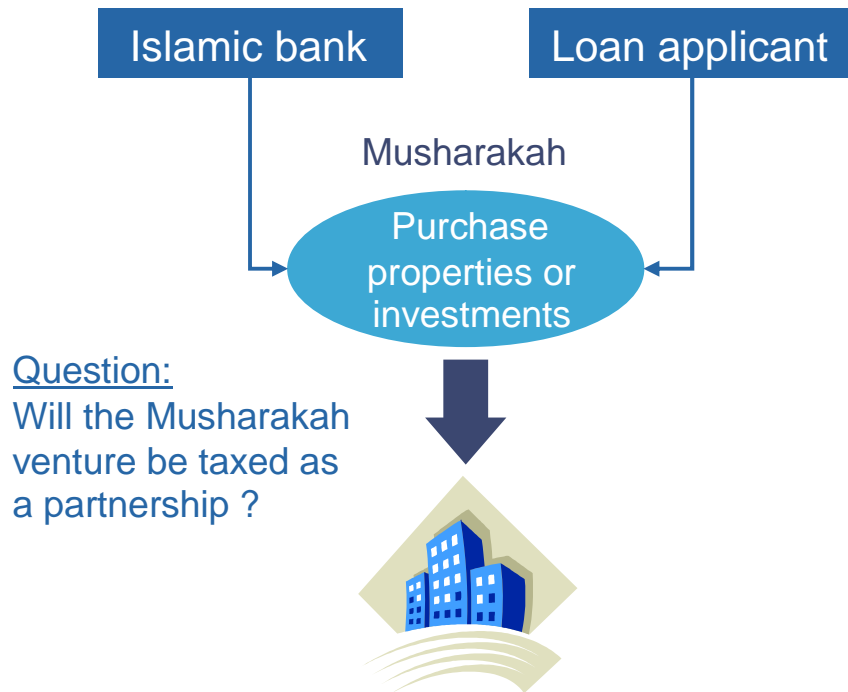 Islamic bank
Loan applicant
Musharakah
Purchase
properties or
investments
Question:
Will the Musharakah
venture be taxed as
a partnership ?